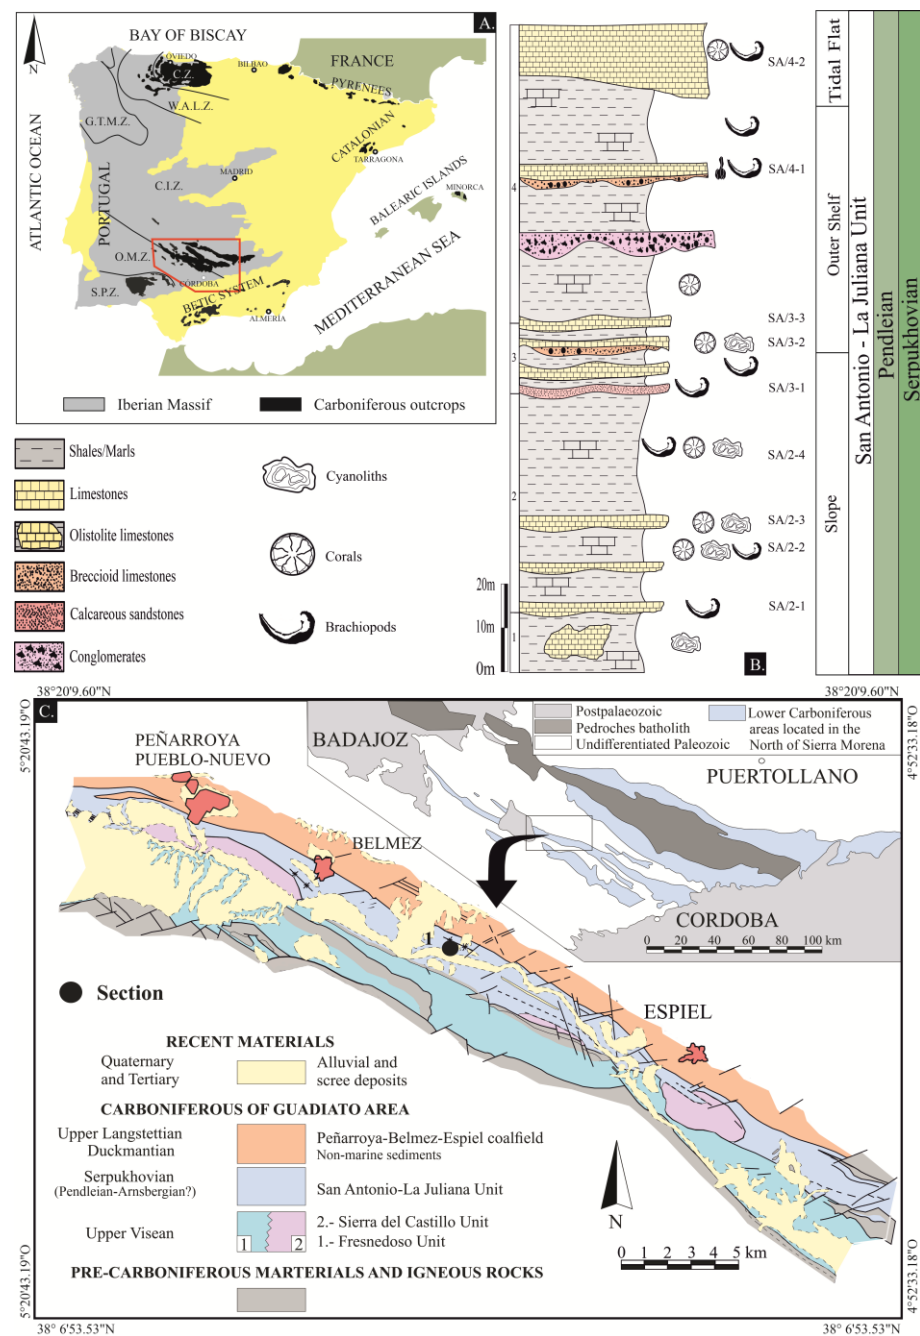 A.
BAY OF BISCAY
N
OVIEDO
C.Z.
BILBAO
FRANCE
PYRENEES
W.A.L.Z.
G.T.M.Z.
CATALONIAN
TARRAGONA
ATLANTIC OCEAN
PORTUGAL
MADRID
C.I.Z.
BALEARIC ISLANDS
MINORCA
O.M.Z.
S.P.Z.
CÓRDOBA
BETIC SYSTEM
ALMERÍA
MEDITERRANEAN SEA
Iberian Massif
Carboniferous outcrops
Shales/Marls
Limestones
Olistolite limestones
Breccioid limestones
Calcareous sandstones
Conglomerates
Cyanoliths
Corals
Brachiopods
4
3
2
1
20m
10m
0m
SA/4-2
SA/4-1
SA/3-3
SA/3-2
SA/3-1
SA/2-4
SA/2-3
SA/2-2
SA/2-1
B.
Tidal Flat
Outer Shelf
Slope
San Antonio - La Juliana Unit
Pendleian
Serpukhovian
38°20'9.60"N
38°20'9.60"N
5°20'43.19"O
4°52'33.18"O
C.
PEÑARROYA
PUEBLO-NUEVO
BELMEZ
Postpalaeozoic
Pedroches batholith
Undifferentiated Paleozoic
Lower Carboniferous
areas located in the
North of Sierra Morena
BADAJOZ
PUERTOLLANO
CORDOBA
0 20 40 60 80 100 km
1
Section
ESPIEL
RECENT MATERIALS
Quaternary
and Tertiary
Alluvial and
scree deposits
CARBONIFEROUS OF GUADIATO AREA
Upper Langstettian
Duckmantian
Peñarroya-Belmez-Espiel coalfield
Non-marine sediments
Serpukhovian
(Pendleian-Arnsbergian?)
San Antonio-La Juliana Unit
Upper Visean
1
2
2.- Sierra del Castillo Unit
1.- Fresnedoso Unit
PRE-CARBONIFEROUS MARTERIALS AND IGNEOUS ROCKS
N
0 1 2 3 4 5 km
5°20'43.19"O
4°52'33.18"O
38° 6'53.53"N
38° 6'53.53"N